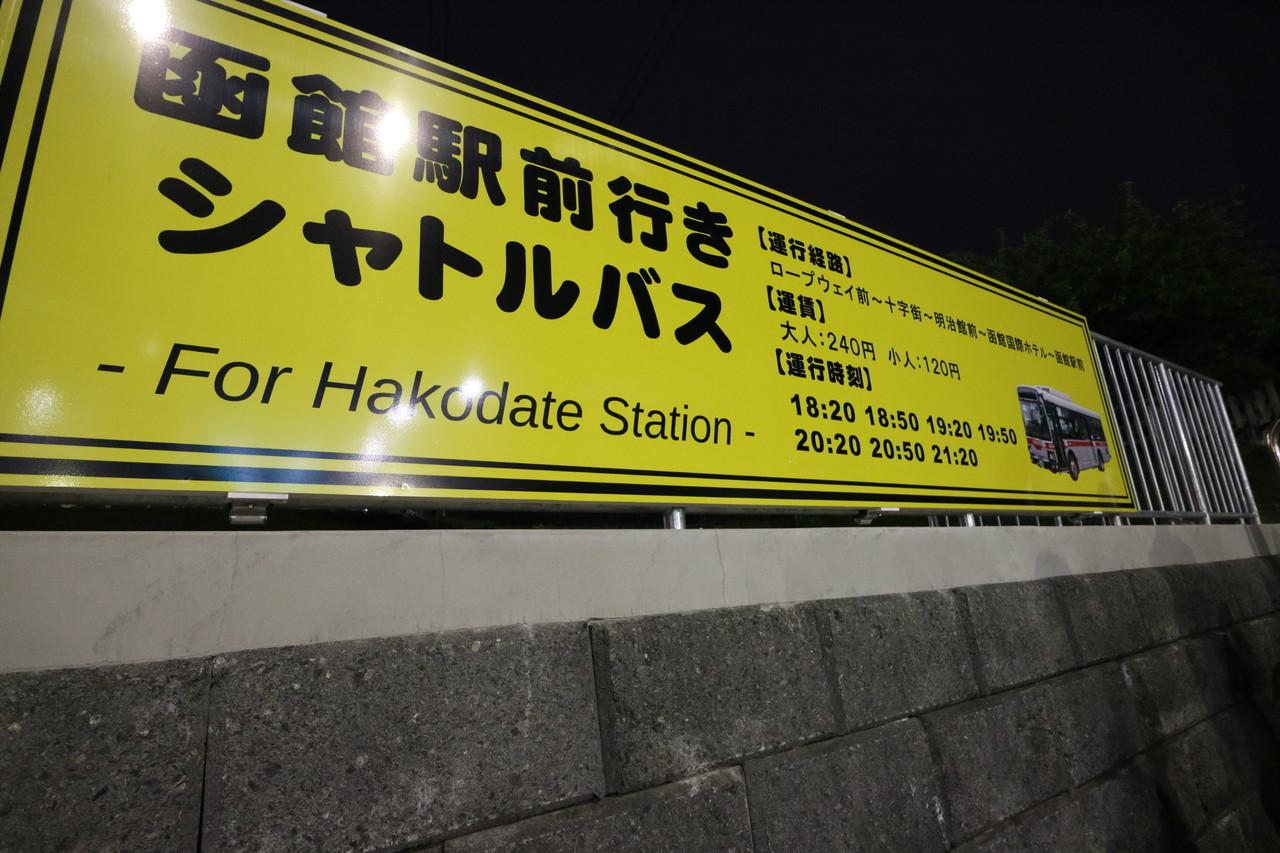 函館駅前行き
シャトルバス
- For Hakodate Station -
【運行経路】
ロープウェイ前～十字街～明治館前～函館国際ホテル～函館駅前
【運賃】
大人：240円 小人：120円
【運行時刻】
18:20 18:50 19:20 19:50
20:20 20:50 21:20